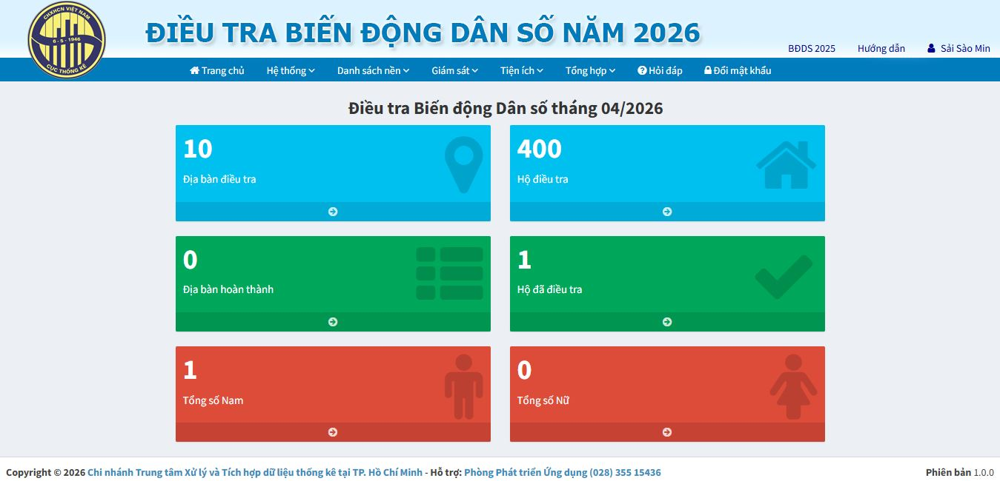 CHXHCN VIỆT NAM
6 - 5 - 1946
CỤC THỐNG KÊ
ĐIỀU TRA BIẾN ĐỘNG DÂN SỐ NĂM 2026
BĐDS 2025 Hướng dẫn Sải Sào Min
Trang chủ Hệ thống Danh sách nền Giám sát Tiện ích Tổng hợp Hỏi đáp Đổi mật khẩu
Điều tra Biến động Dân số tháng 04/2026
10 400
Địa bàn điều tra Hộ điều tra
0 1
Địa bàn hoàn thành Hộ đã điều tra
1 0
Tổng số Nam Tổng số Nữ
Copyright © 2026 Chi nhánh Trung tâm Xử lý và Tích hợp dữ liệu thống kê tại TP. Hồ Chí Minh - Hỗ trợ: Phòng Phát triển Ứng dụng (028) 355 15436 Phiên bản 1.0.0